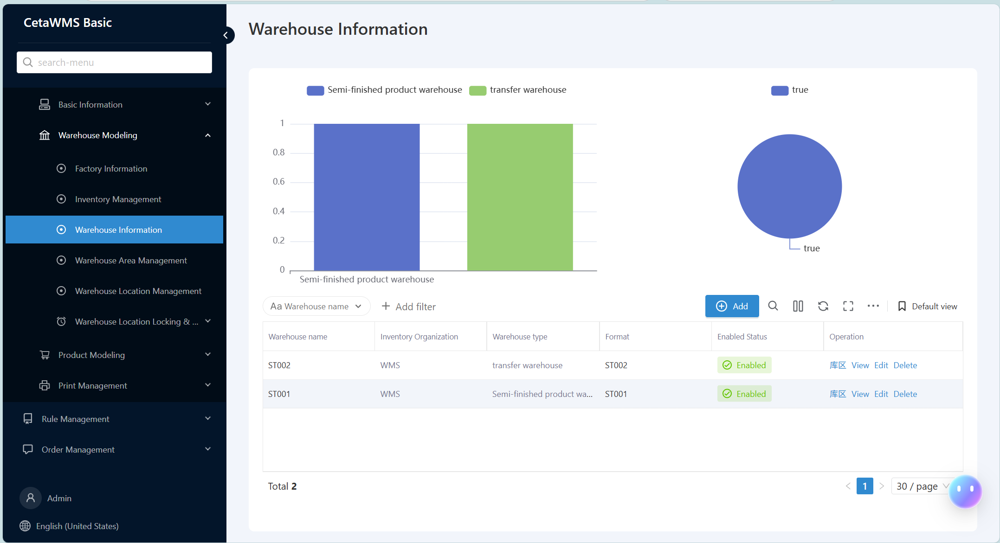 CetaWMS Basic
search-menu
Basic Information
Warehouse Modeling
Factory Information
Inventory Management
Warehouse Information
Warehouse Area Management
Warehouse Location Management
Warehouse Location Locking & ...
Product Modeling
Print Management
Rule Management
Order Management
Admin
English (United States)
Warehouse Information
Semi-finished product warehouse transfer warehouse
true
1
0.8
0.6
0.4
0.2
0
Semi-finished product warehouse
true
Aa Warehouse name + Add filter
Add
Default view
Warehouse name Inventory Organization Warehouse type Format Enabled Status Operation
ST002 WMS transfer warehouse ST002 Enabled 库区 View Edit Delete
ST001 WMS Semi-finished product wa... ST001 Enabled 库区 View Edit Delete
Total 2
< 1 > 30 / page